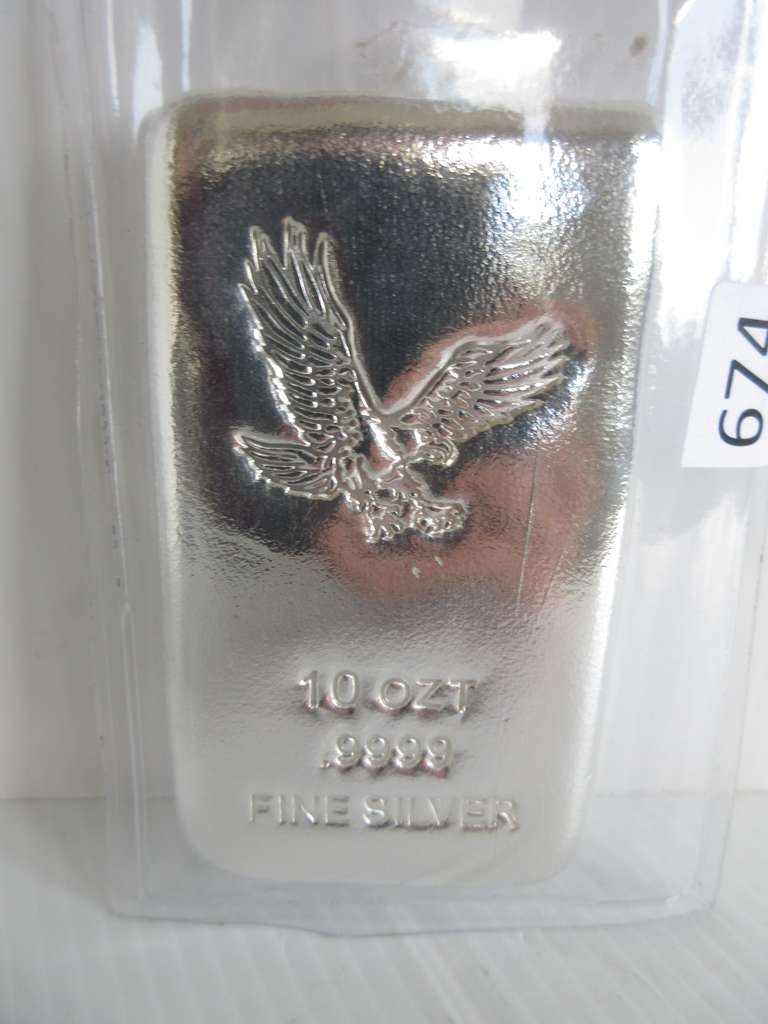 674
10 OZT
.9999
FINE SILVER